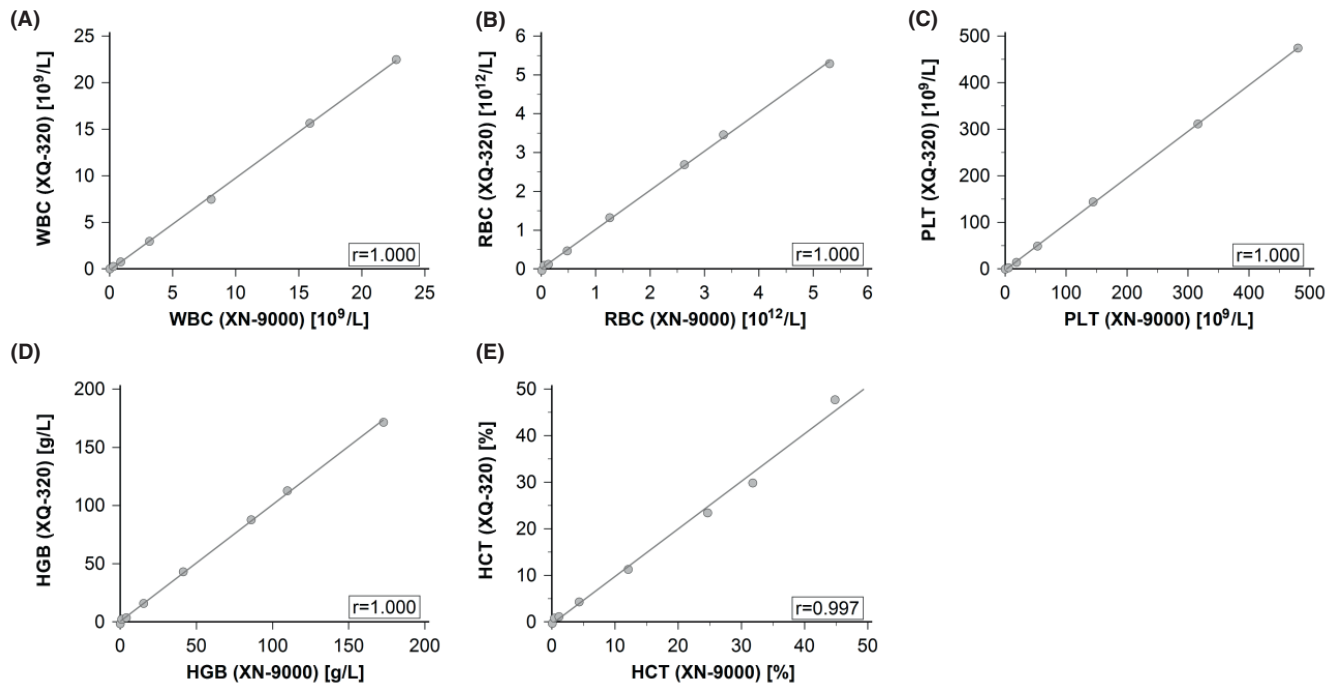 (A)
WBC (XQ-320) [10⁹/L]
25
20
15
10
5
0
0 5 10 15 20 25
r=1.000
WBC (XN-9000) [10⁹/L]
(B)
RBC (XQ-320) [10¹²/L]
6
5
4
3
2
1
0
0 1 2 3 4 5 6
r=1.000
RBC (XN-9000) [10¹²/L]
(C)
PLT (XQ-320) [10⁹/L]
500
400
300
200
100
0
0 100 200 300 400 500
r=1.000
PLT (XN-9000) [10⁹/L]
(D)
HGB (XQ-320) [g/L]
200
150
100
50
0
0 50 100 150 200
r=1.000
HGB (XN-9000) [g/L]
(E)
HCT (XQ-320) [%]
50
40
30
20
10
0
0 10 20 30 40 50
r=0.997
HCT (XN-9000) [%]